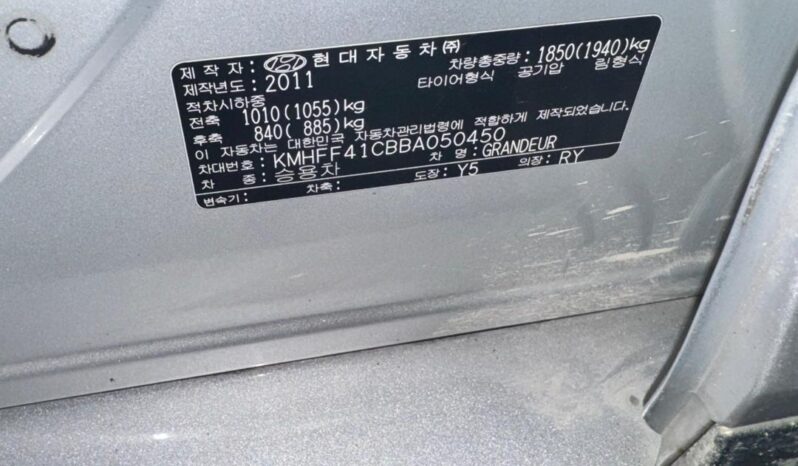 제 작 자 : 현대자동차(주)
차량총중량: 1850(1940)kg
제작년도: 2011
타이어형식 공기압 림형식
적차시하중
전축 1010(1055)kg
후축 840( 885)kg
이 자동차는 대한민국 자동차관리법령에 적합하게 제작되었습니다.
차대번호: KMHFF41CBBA050450
차 명: GRANDEUR
차 종: 승용차
도장: Y5 의장: RY
변속기: 차축: